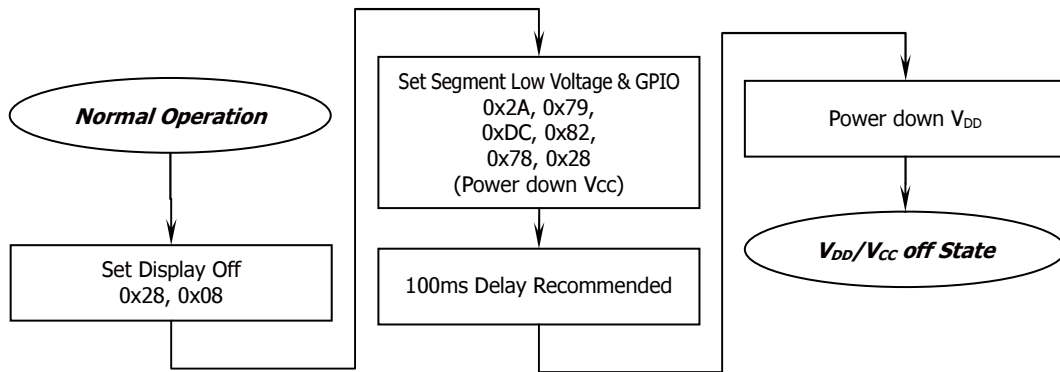 Normal Operation
Set Display Off
0x28, 0x08
Set Segment Low Voltage & GPIO
0x2A, 0x79,
0xDC, 0x82,
0x78, 0x28
(Power down Vcc)
100ms Delay Recommended
Power down VDD
VDD/VCC off State